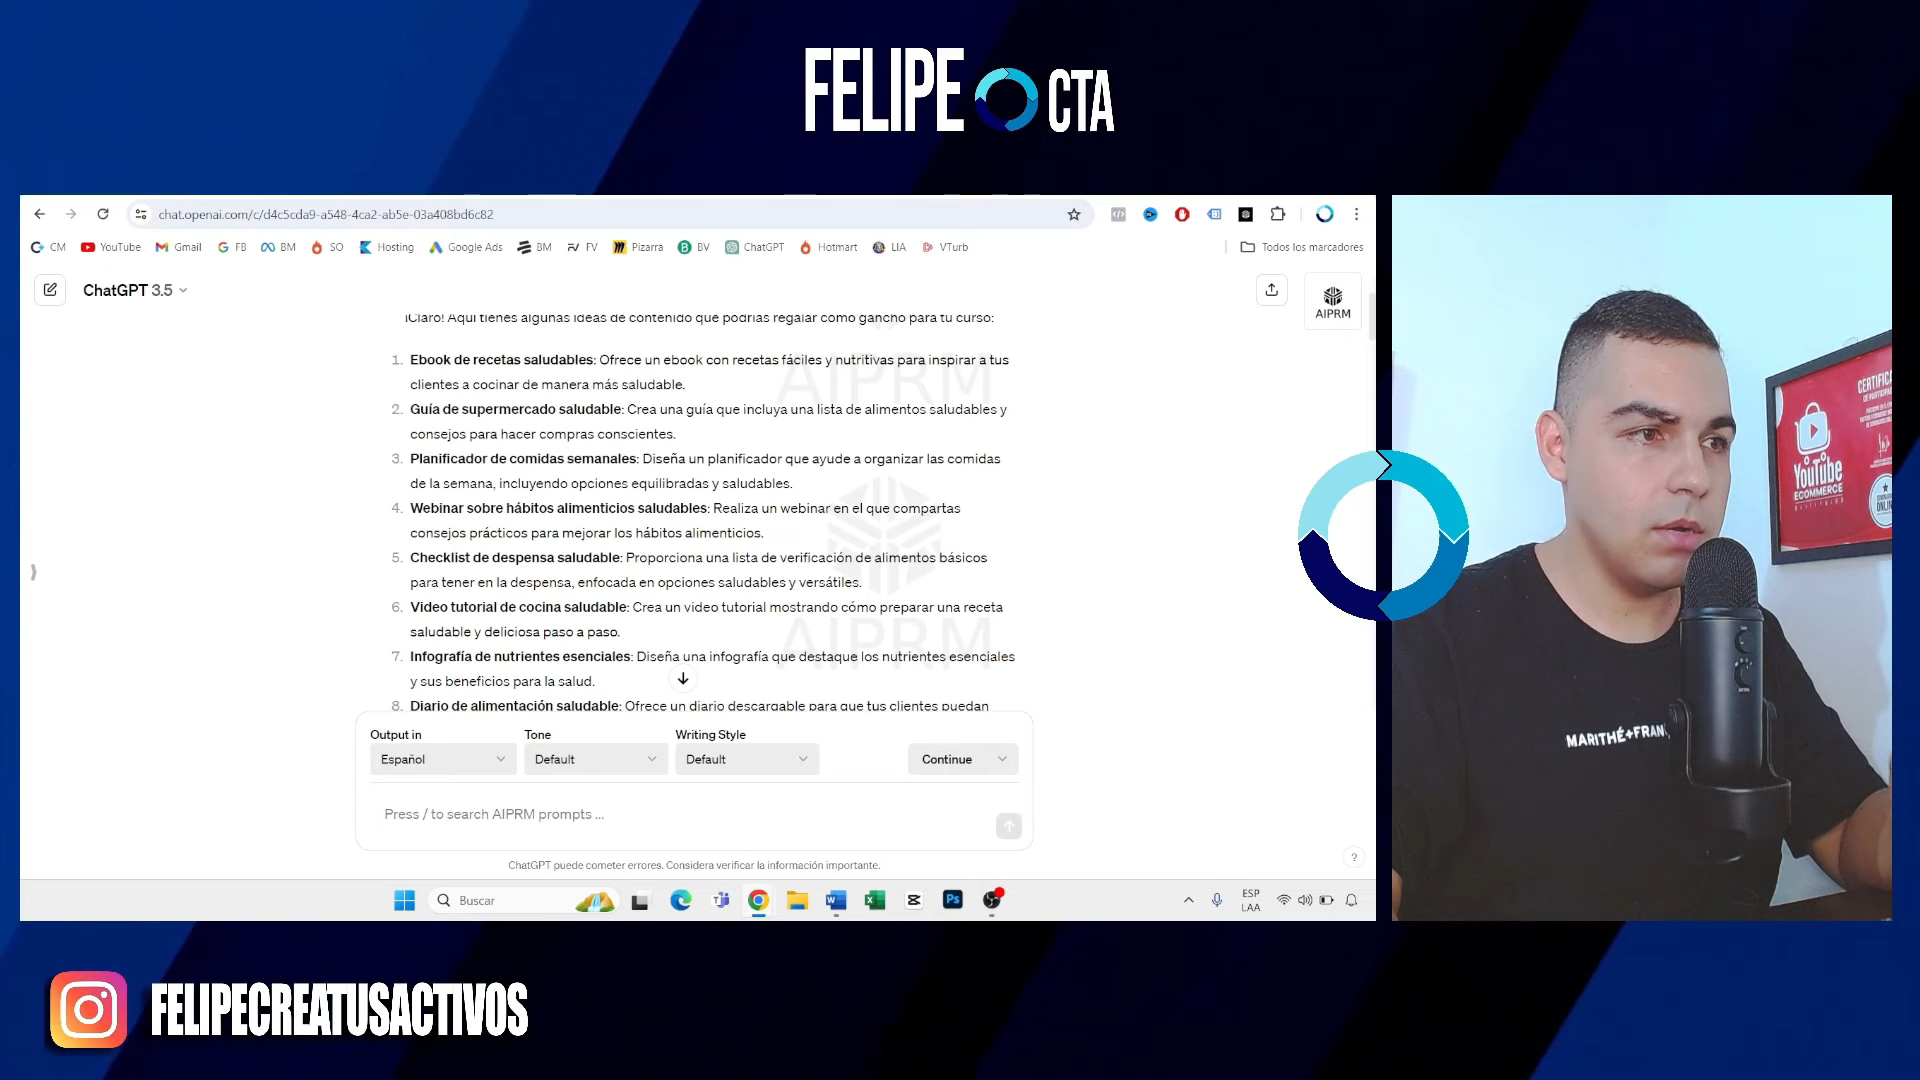 FELIPE CTA
chat.openai.com/c/d4c5cda9-a548-4ca2-ab5e-03a408bd6c82
CM YouTube Gmail FB BM SO Hosting Google Ads BM FV Pizarra BV ChatGPT Hotmart LIA VTurb Todos los marcadores
ChatGPT 3.5
AIPRM
¡Claro! Aquí tienes algunas ideas de contenido que podrías regalar como gancho para tu curso:
1. Ebook de recetas saludables: Ofrece un ebook con recetas fáciles y nutritivas para inspirar a tus
clientes a cocinar de manera más saludable.
2. Guía de supermercado saludable: Crea una guía que incluya una lista de alimentos saludables y
consejos para hacer compras conscientes.
3. Planificador de comidas semanales: Diseña un planificador que ayude a organizar las comidas
de la semana, incluyendo opciones equilibradas y saludables.
4. Webinar sobre hábitos alimenticios saludables: Realiza un webinar en el que compartas
consejos prácticos para mejorar los hábitos alimenticios.
5. Checklist de despensa saludable: Proporciona una lista de verificación de alimentos básicos
para tener en la despensa, enfocada en opciones saludables y versátiles.
6. Video tutorial de cocina saludable: Crea un video tutorial mostrando cómo preparar una receta
saludable y deliciosa paso a paso.
7. Infografía de nutrientes esenciales: Diseña una infografía que destaque los nutrientes esenciales
y sus beneficios para la salud.
8. Diario de alimentación saludable: Ofrece un diario descargable para que tus clientes puedan
AIPRM
AIPRM
Output in Tone Writing Style
Español Default Default Continue
Press / to search AIPRM prompts ...
ChatGPT puede cometer errores. Considera verificar la información importante.
?
Buscar
Ps
ESP
LAA
CERTIFICA
YouTube
ECOMMERCE
MARITHÉ+FRAN
FELIPECREATUSACTIVOS